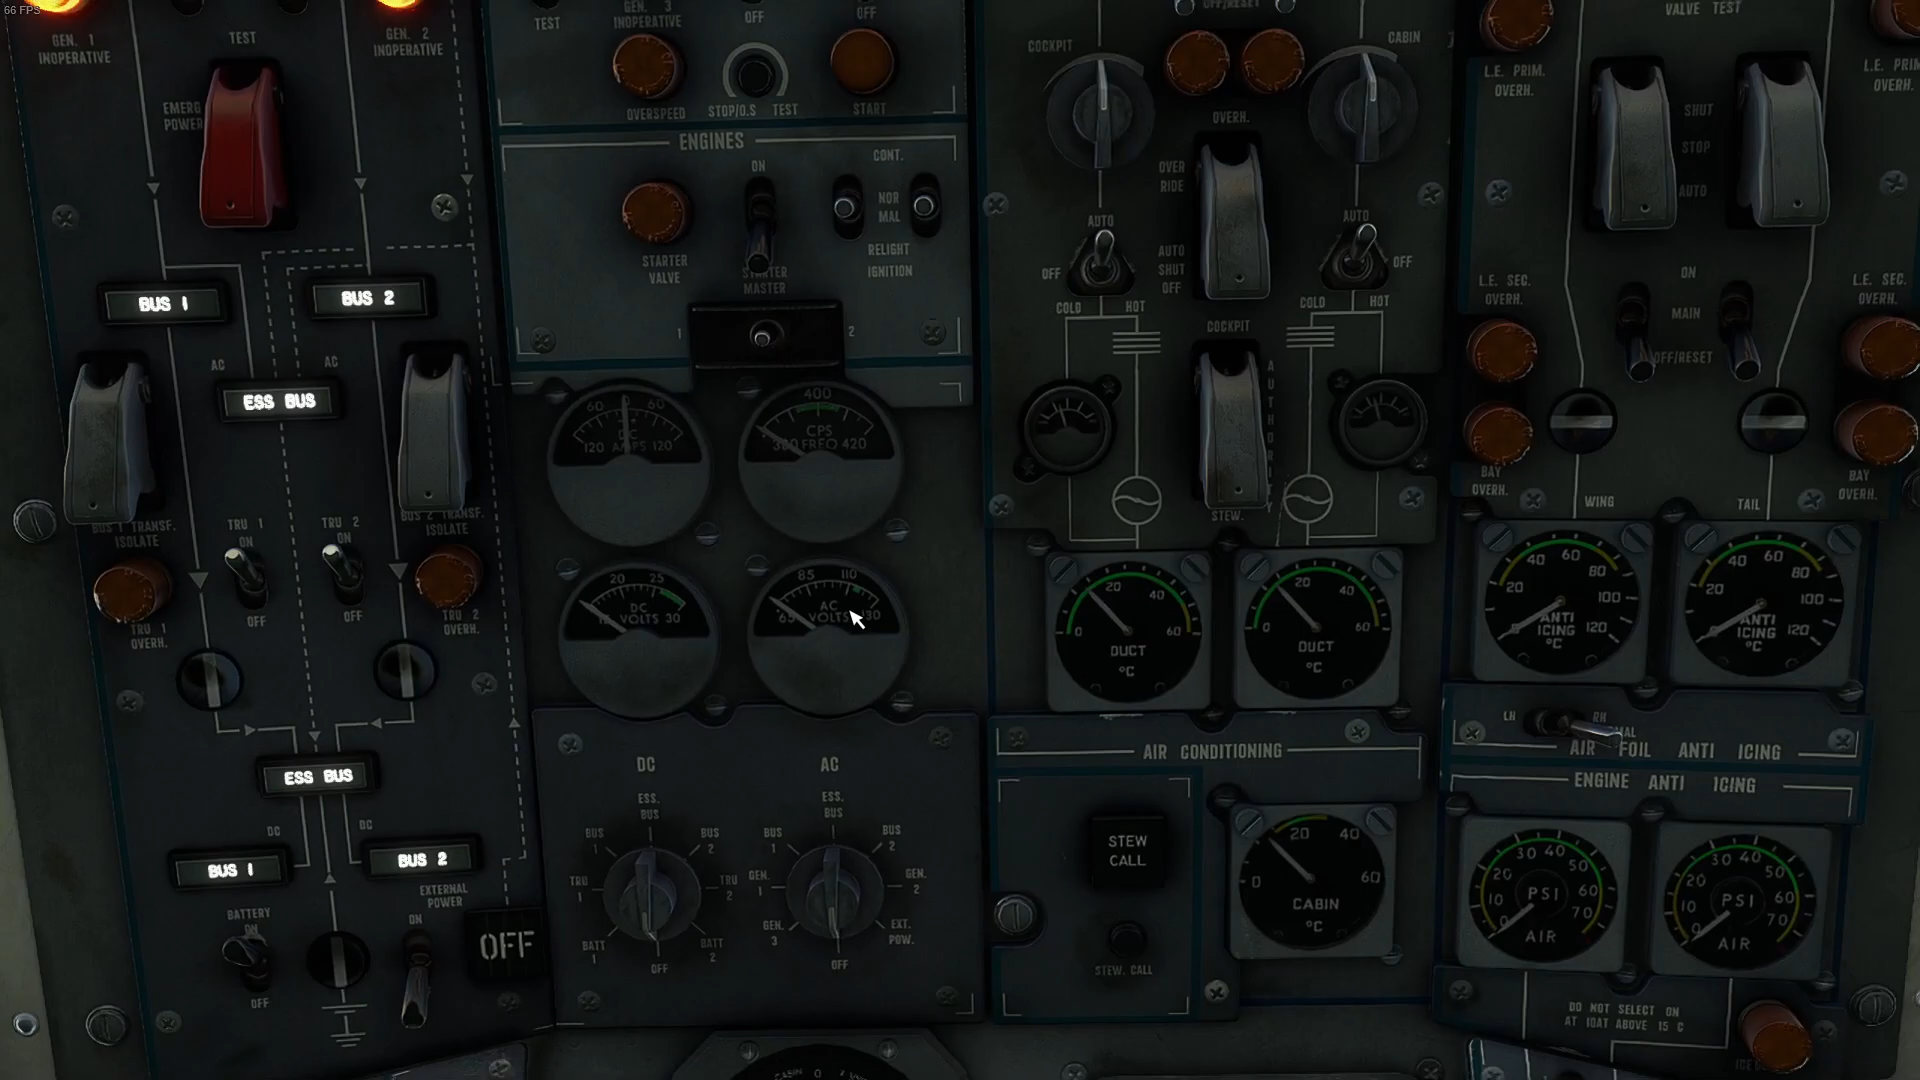 66 FPS
GEN. 1
INOPERATIVE
TEST
GEN. 2
INOPERATIVE
EMERG
POWER
BUS 1
BUS 2
AC
AC
ESS BUS
BUS 1 TRANSF.
ISOLATE
TRU 1
ON
TRU 2
ON
BUS 2 TRANSF.
ISOLATE
OFF
OFF
TRU 1
OVERH.
TRU 2
OVERH.
ESS BUS
DC
DC
BUS 1
BUS 2
BATTERY
ON
OFF
EXTERNAL
POWER
ON
OFF
TEST
GEN. 3
INOPERATIVE
OFF
OFF
OVERSPEED
STOP/O.S TEST
START
ENGINES
ON
CONT.
NOR
MAL
STARTER
VALVE
STARTER
MASTER
RELIGHT
IGNITION
1
2
60 0 60
DC
120 AMPS 120
400
CPS
380 FREQ 420
20 25
DC
VOLTS 30
85 110
AC
65 VOLTS 130
DC
AC
ESS.
BUS
BUS
1
BUS
2
TRU
1
TRU
2
BATT
1
BATT
2
OFF
ESS.
BUS
BUS
1
BUS
2
GEN.
1
GEN.
2
GEN.
3
EXT.
POW.
OFF
OFF/RESET
COCKPIT
CABIN
OVERH.
OVER
RIDE
AUTO
AUTO
OFF
AUTO
SHUT
OFF
OFF
COLD HOT
COLD HOT
COCKPIT
AUTHORITY
STEW.
0 20 40 60
DUCT
°C
0 20 40 60
DUCT
°C
AIR CONDITIONING
STEW
CALL
STEW. CALL
0 20 40 60
CABIN
°C
VALVE TEST
L.E. PRIM.
OVERH.
L.E. PRIM.
OVERH.
SHUT
STOP
AUTO
ON
MAIN
OFF/RESET
L.E. SEC.
OVERH.
L.E. SEC.
OVERH.
BAY
OVERH.
BAY
OVERH.
WING
TAIL
20 40 60 80 100 120
ANTI
ICING
°C
20 40 60 80 100 120
ANTI
ICING
°C
LH
RH
AIR FOIL ANTI ICING
ENGINE ANTI ICING
0 10 20 30 40 50 60 70
PSI
AIR
0 10 20 30 40 50 60 70
PSI
AIR
DO NOT SELECT ON
AT IOAT ABOVE 15 C
CABIN